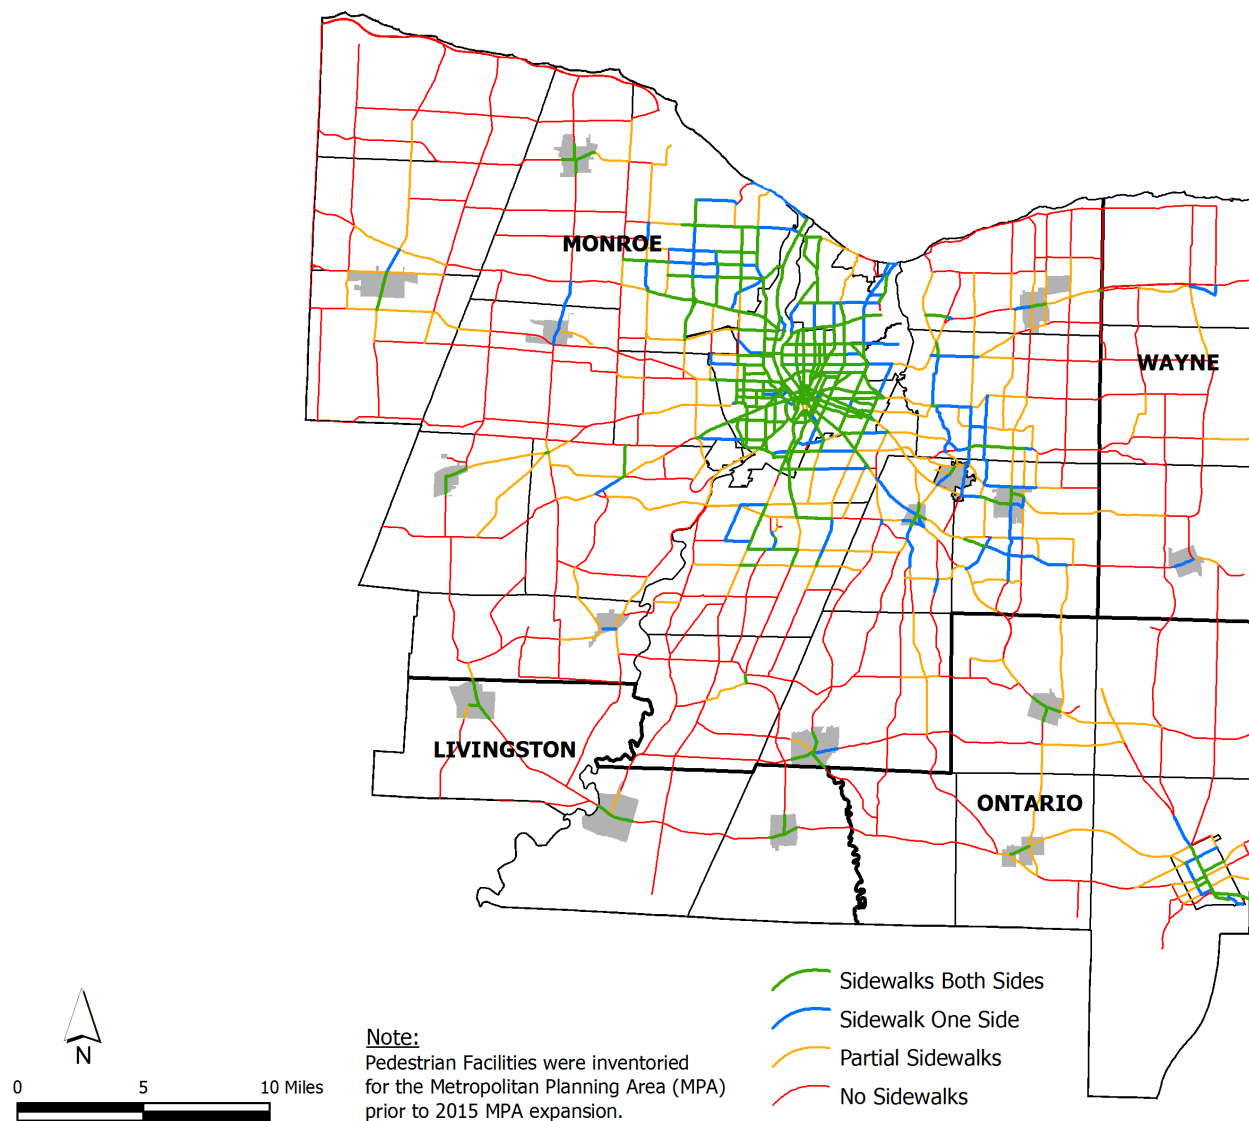 MONROE
WAYNE
LIVINGSTON
ONTARIO
Sidewalks Both Sides
Sidewalk One Side
Partial Sidewalks
No Sidewalks
N
0 5 10 Miles
Note:
Pedestrian Facilities were inventoried
for the Metropolitan Planning Area (MPA)
prior to 2015 MPA expansion.